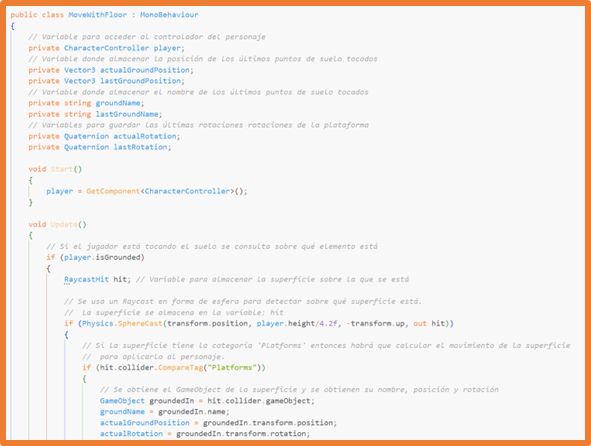 public class MoveWithFloor : MonoBehaviour
{
// Variable para acceder al controlador del personaje
private CharacterController player;
// Variable donde almacenar la posición de los últimos puntos de suelo tocados
private Vector3 actualGroundPosition;
private Vector3 lastGroundPosition;
// Variable donde almacenar el nombre de los últimos puntos de suelo tocados
private string groundName;
private string lastGroundName;
// Variables para guardar las últimas rotaciones rotaciones de la plataforma
private Quaternion actualRotation;
private Quaternion lastRotation;
void Start()
{
player = GetComponent<CharacterController>();
}
void Update()
{
// Si el jugador está tocando el suelo se consulta sobre qué elemento está
if (player.isGrounded)
{
RaycastHit hit; // Variable para almacenar la superficie sobre la que se está
// Se usa un Raycast en forma de esfera para detectar sobre qué superficie está.
// La superficie se almacena en la variable: hit
if (Physics.SphereCast(transform.position, player.height/4.2f, -transform.up, out hit))
{
// Si la superficie tiene la categoría 'Platforms' entonces habrá que calcular el movimiento de la superficie
// para aplicarlo al personaje.
if (hit.collider.CompareTag("Platforms"))
{
// Se obtiene el GameObject de la superficie y se obtienen su nombre, posición y rotación
GameObject groundedIn = hit.collider.gameObject;
groundName = groundedIn.name;
actualGroundPosition = groundedIn.transform.position;
actualRotation = groundedIn.transform.rotation;